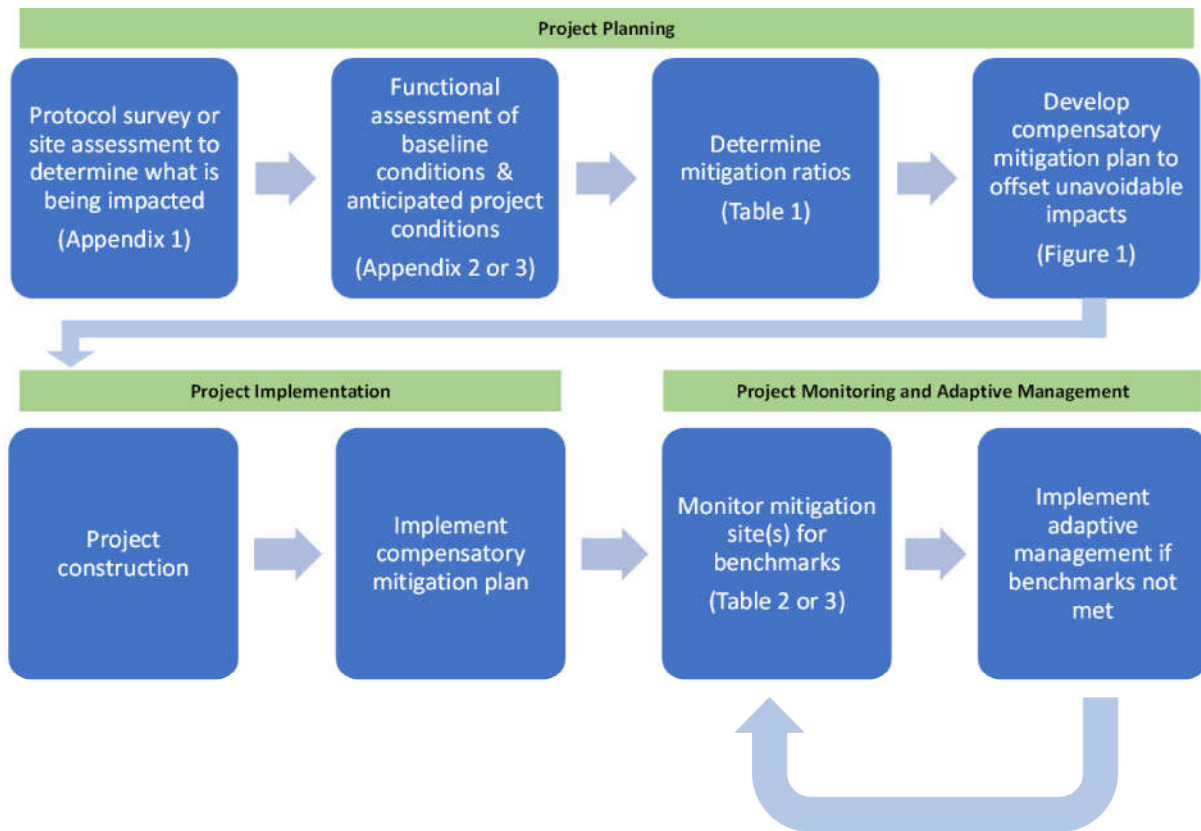 Project Planning
Protocol survey or
site assessment to
determine what is
being impacted
(Appendix 1)
Functional
assessment of
baseline
conditions &
anticipated project
conditions
(Appendix 2 or 3)
Determine
mitigation ratios
(Table 1)
Develop
compensatory
mitigation plan to
offset unavoidable
impacts
(Figure 1)
Project Implementation
Project
construction
Implement
compensatory
mitigation plan
Project Monitoring and Adaptive Management
Monitor mitigation
site(s) for
benchmarks
(Table 2 or 3)
Implement
adaptive
management if
benchmarks not
met